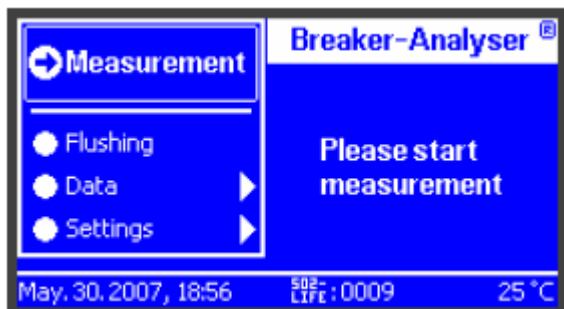 Measurement
Flushing
Data
Settings
Breaker-Analyser ®
Please start
measurement
May. 30. 2007, 18:56
SO2-
LIFE :0009
25 °C